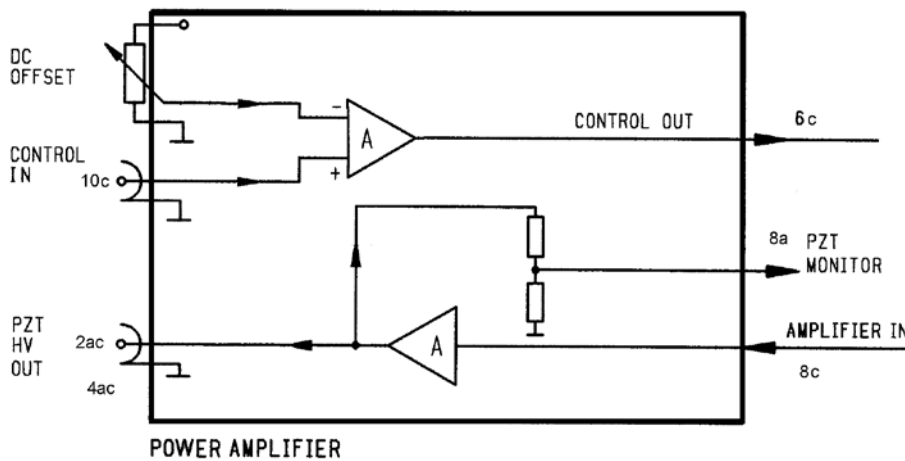 DC
OFFSET
-
A
CONTROL OUT
6c
CONTROL
IN
10c
+
8a
PZT
MONITOR
PZT
HV
OUT
2ac
4ac
A
AMPLIFIER IN
8c
POWER AMPLIFIER